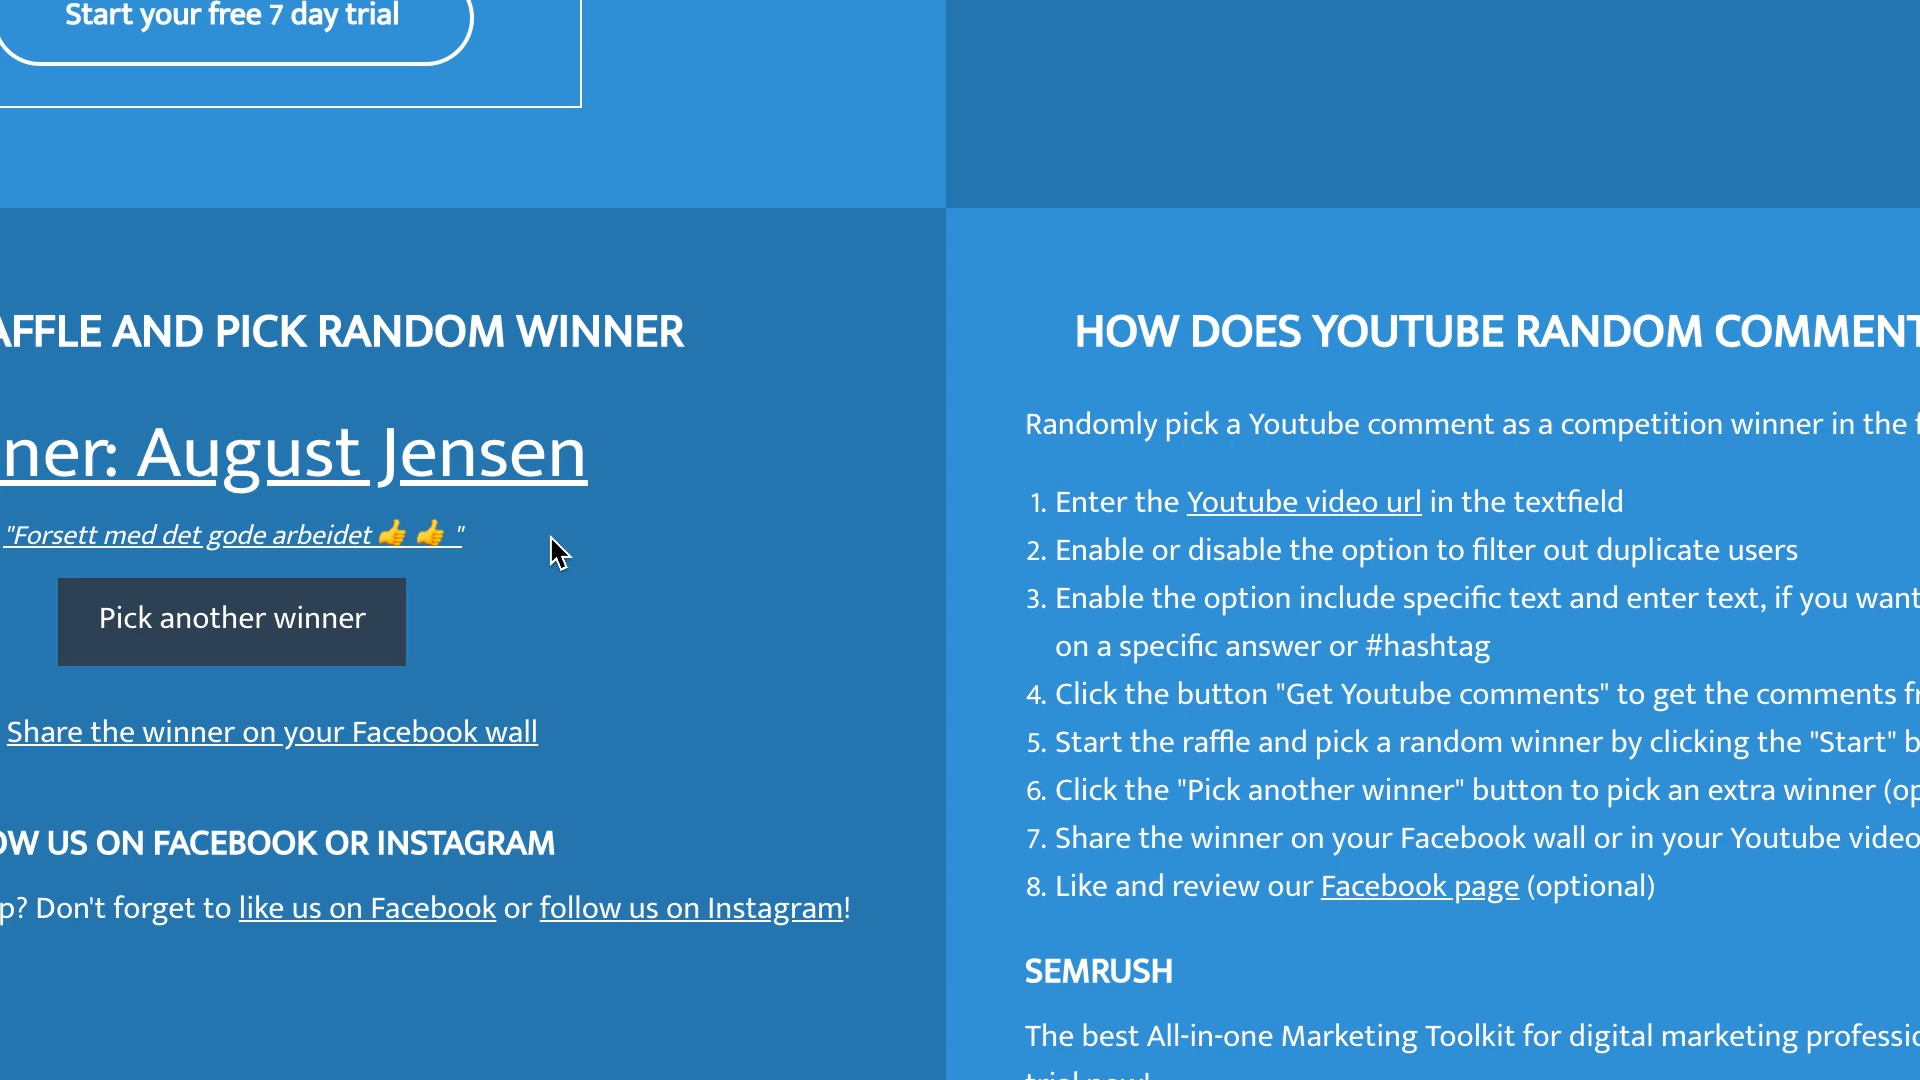 Start your free 7 day trial
AFFLE AND PICK RANDOM WINNER
ner: August Jensen
"Forsett med det gode arbeidet👍 👍 "
Pick another winner
Share the winner on your Facebook wall
OW US ON FACEBOOK OR INSTAGRAM
p? Don't forget to like us on Facebook or follow us on Instagram!
HOW DOES YOUTUBE RANDOM COMMENT
Randomly pick a Youtube comment as a competition winner in the f
1. Enter the Youtube video url in the textfield
2. Enable or disable the option to filter out duplicate users
3. Enable the option include specific text and enter text, if you want
on a specific answer or #hashtag
4. Click the button "Get Youtube comments" to get the comments fr
5. Start the raffle and pick a random winner by clicking the "Start" b
6. Click the "Pick another winner" button to pick an extra winner (op
7. Share the winner on your Facebook wall or in your Youtube video
8. Like and review our Facebook page (optional)
SEMRUSH
The best All-in-one Marketing Toolkit for digital marketing professio
trial now!